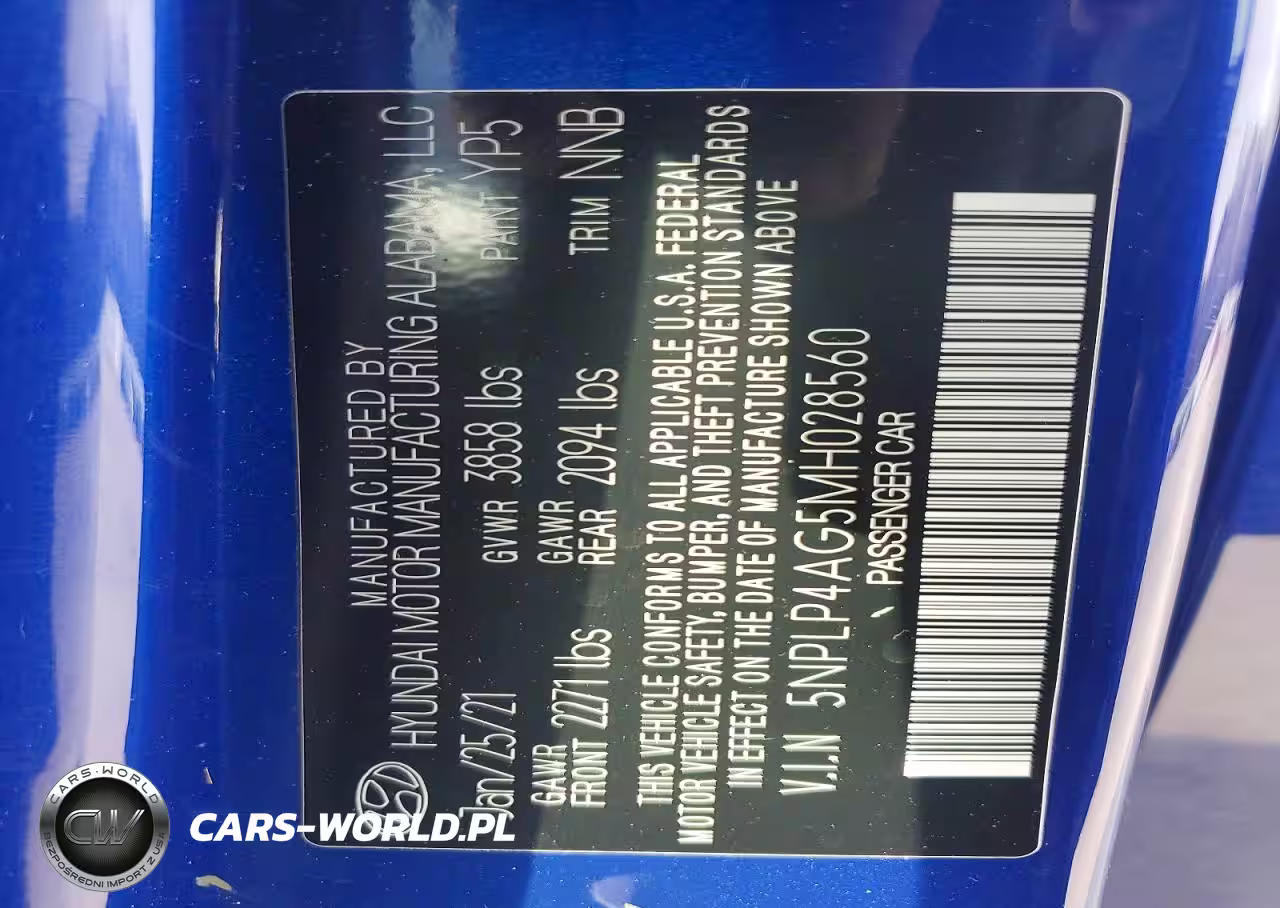 MANUFACTURED BY
HYUNDAI MOTOR MANUFACTURING ALABAMA, LLC
Jan/25/21 GVWR 3858 lbs PAINT YP5
GAWR FRONT 2271 lbs GAWR REAR 2094 lbs TRIM NNB
THIS VEHICLE CONFORMS TO ALL APPLICABLE U.S.A. FEDERAL
MOTOR VEHICLE SAFETY, BUMPER, AND THEFT PREVENTION STANDARDS
IN EFFECT ON THE DATE OF MANUFACTURE SHOWN ABOVE
V.I.N 5NPLP4AG5MH028560
PASSENGER CAR
CARS-WORLD
CW
BEZPOŚREDNI IMPORT Z USA
CARS-WORLD.PL